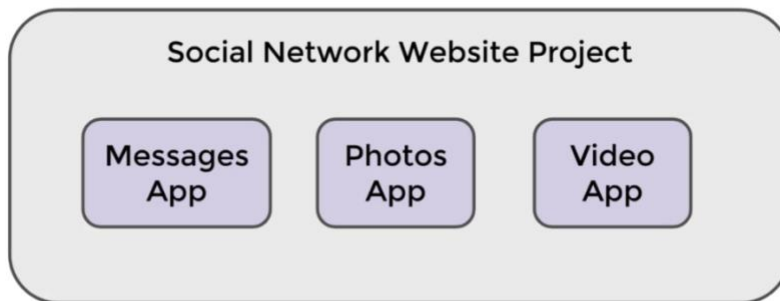 Social Network Website Project
Messages
App
Photos
App
Video
App